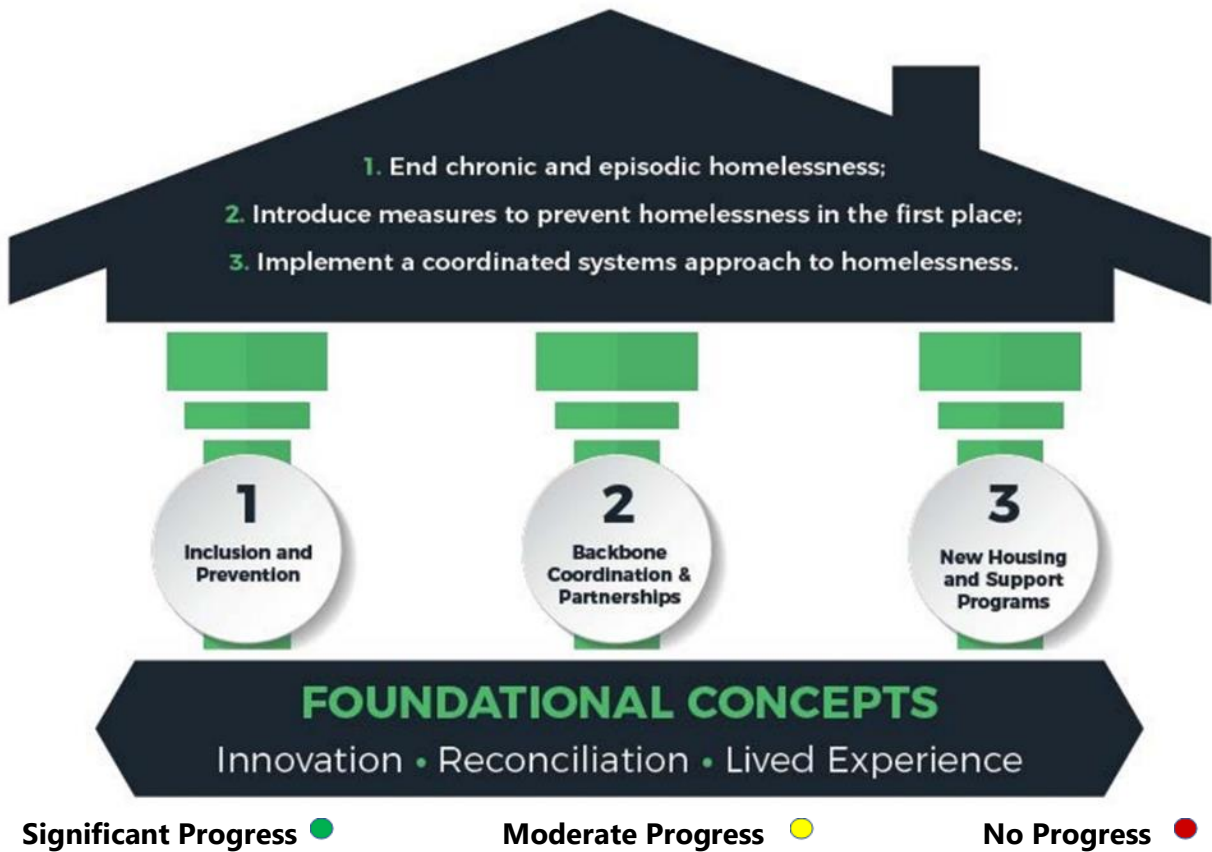 1. End chronic and episodic homelessness;
2. Introduce measures to prevent homelessness in the first place;
3. Implement a coordinated systems approach to homelessness.
1
Inclusion and
Prevention
2
Backbone
Coordination &
Partnerships
3
New Housing
and Support
Programs
FOUNDATIONAL CONCEPTS
Innovation • Reconciliation • Lived Experience
Significant Progress
Moderate Progress
No Progress